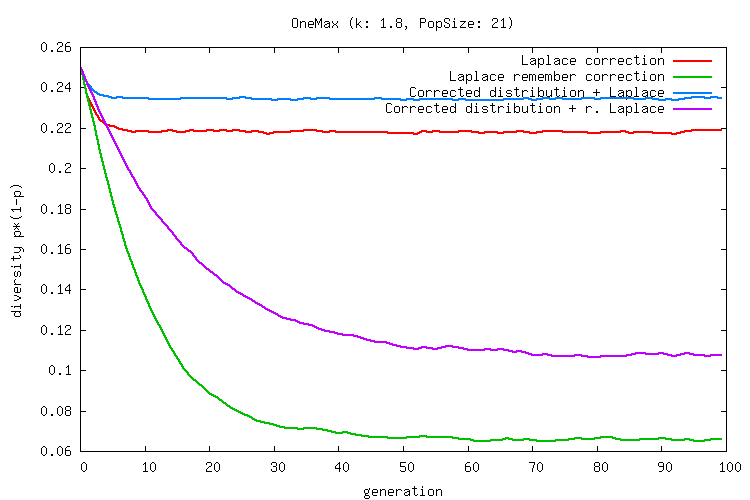 OneMax (k: 1.8, PopSize: 21)
0.26
0.24
0.22
0.2
0.18
0.16
0.14
0.12
0.1
0.08
0.06
diversity p*(1-p)
Laplace correction
Laplace remember correction
Corrected distribution + Laplace
Corrected distribution + r. Laplace
0 10 20 30 40 50 60 70 80 90 100
generation